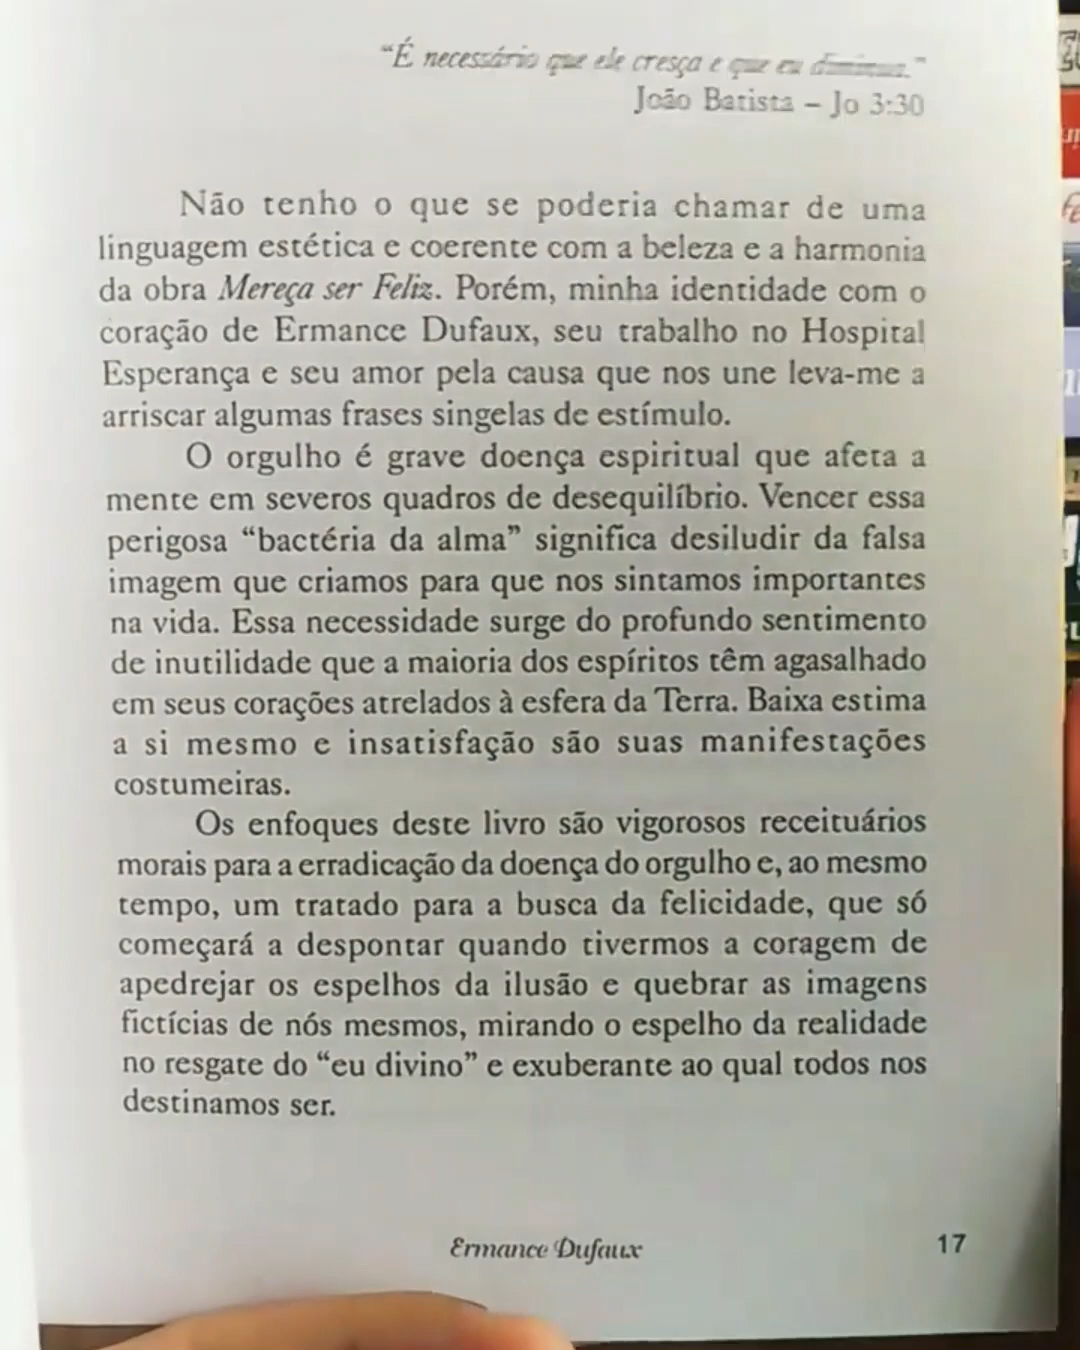 “É necessário que ele cresça e que eu diminua.”
João Batista – Jo 3:30
Não tenho o que se poderia chamar de uma
linguagem estética e coerente com a beleza e a harmonia
da obra Mereça ser Feliz. Porém, minha identidade com o
coração de Ermance Dufaux, seu trabalho no Hospital
Esperança e seu amor pela causa que nos une leva-me a
arriscar algumas frases singelas de estímulo.
O orgulho é grave doença espiritual que afeta a
mente em severos quadros de desequilíbrio. Vencer essa
perigosa “bactéria da alma” significa desiludir da falsa
imagem que criamos para que nos sintamos importantes
na vida. Essa necessidade surge do profundo sentimento
de inutilidade que a maioria dos espíritos têm agasalhado
em seus corações atrelados à esfera da Terra. Baixa estima
a si mesmo e insatisfação são suas manifestações
costumeiras.
Os enfoques deste livro são vigorosos receituários
morais para a erradicação da doença do orgulho e, ao mesmo
tempo, um tratado para a busca da felicidade, que só
começará a despontar quando tivermos a coragem de
apedrejar os espelhos da ilusão e quebrar as imagens
fictícias de nós mesmos, mirando o espelho da realidade
no resgate do “eu divino” e exuberante ao qual todos nos
destinamos ser.
Ermance Dufaux
17